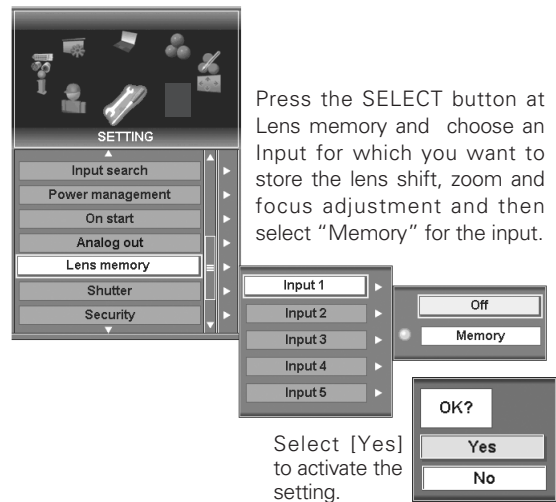 SETTING
Input search
Power management
On start
Analog out
Lens memory
Shutter
Security
Press the SELECT button at
Lens memory and choose an
Input for which you want to
store the lens shift, zoom and
focus adjustment and then
select “Memory” for the input.
Input 1
Input 2
Input 3
Input 4
Input 5
Off
Memory
Select [Yes]
to activate the
setting.
OK?
Yes
No